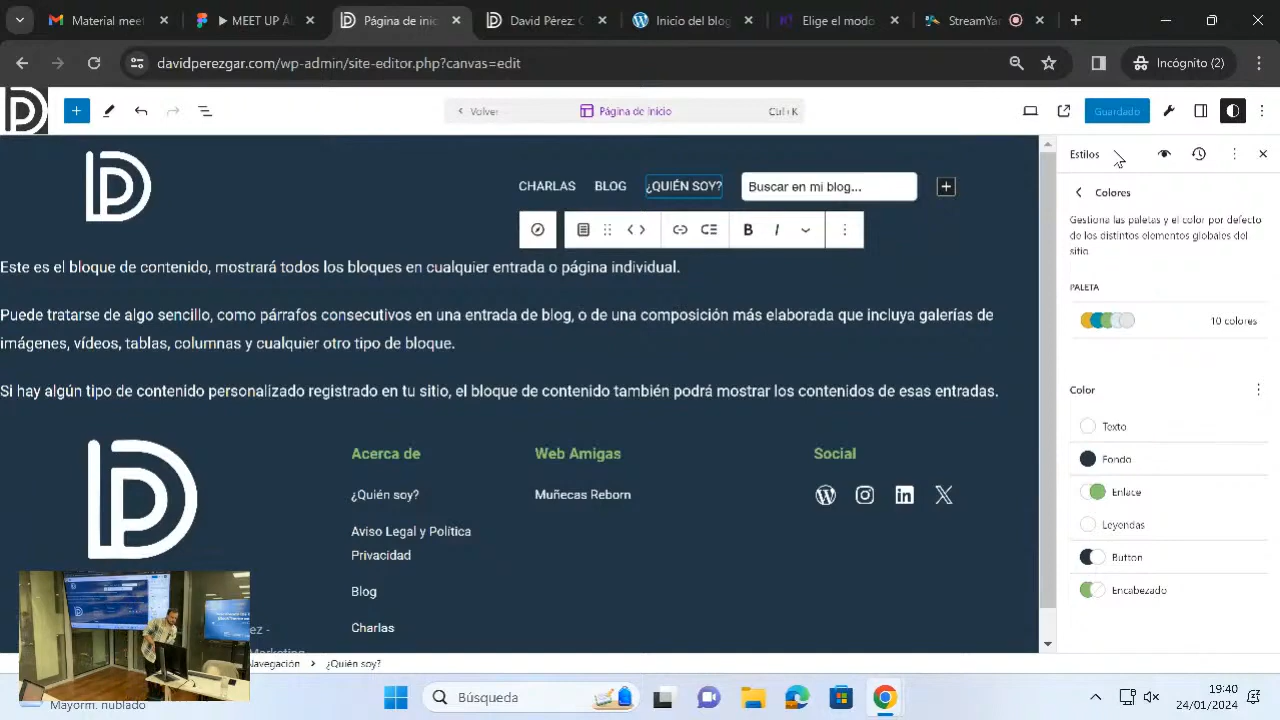 Material meet
▶ MEET UP AL
Página de inic
David Pérez: C
Inicio del blog
Elige el modo
StreamYar
davidperezgar.com/wp-admin/site-editor.php?canvas=edit
Incógnito (2)
Volver
Página de inicio
Ctrl+K
Guardado
CHARLAS
BLOG
¿QUIÉN SOY?
Buscar en mi blog...
Este es el bloque de contenido, mostrará todos los bloques en cualquier entrada o página individual.
Puede tratarse de algo sencillo, como párrafos consecutivos en una entrada de blog, o de una composición más elaborada que incluya galerías de
imágenes, vídeos, tablas, columnas y cualquier otro tipo de bloque.
Si hay algún tipo de contenido personalizado registrado en tu sitio, el bloque de contenido también podrá mostrar los contenidos de esas entradas.
Acerca de
¿Quién soy?
Aviso Legal y Política
Privacidad
Blog
Charlas
Web Amigas
Muñecas Reborn
Social
ez -
Marketing
Navegación
¿Quién soy?
Estilos
Colores
Gestiona las paletas y el color por defecto
de los distintos elementos globales del
sitio
PALETA
10 colores
Color
Texto
Fondo
Enlace
Leyendas
Button
Encabezado
Mayorm. nublado
Búsqueda
19:40
24/01/2024